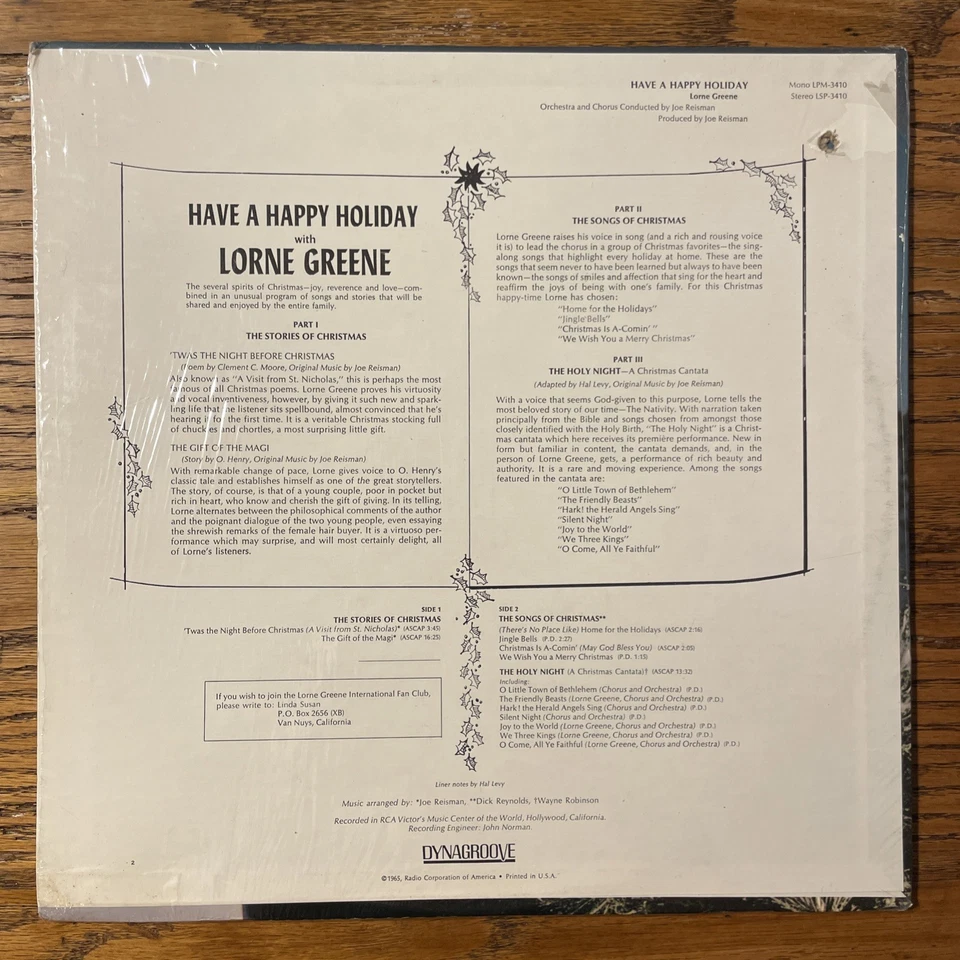 HAVE A HAPPY HOLIDAY
Lorne Greene
Orchestra and Chorus Conducted by Joe Reisman
Produced by Joe Reisman
Mono LPM-3410
Stereo LSP-3410
HAVE A HAPPY HOLIDAY
with
LORNE GREENE
The several spirits of Christmas—joy, reverence and love—com-
bined in an unusual program of songs and stories that will be
shared and enjoyed by the entire family.
PART I
THE STORIES OF CHRISTMAS
'TWAS THE NIGHT BEFORE CHRISTMAS
(Poem by Clement C. Moore, Original Music by Joe Reisman)
Also known as "A Visit from St. Nicholas," this is perhaps the most
famous of all Christmas poems. Lorne Greene proves his virtuosity
and vocal inventiveness, however, by giving it such new and spark-
ling life that the listener sits spellbound, almost convinced that he's
hearing it for the first time. It is a veritable Christmas stocking full
of chuckles and chortles, a most surprising little gift.
THE GIFT OF THE MAGI
(Story by O. Henry, Original Music by Joe Reisman)
With remarkable change of pace, Lorne gives voice to O. Henry's
classic tale and establishes himself as one of the great storytellers.
The story, of course, is that of a young couple, poor in pocket but
rich in heart, who know and cherish the gift of giving. In its telling,
Lorne alternates between the philosophical comments of the author
and the poignant dialogue of the two young people, even essaying
the shrewish remarks of the female hair buyer. It is a virtuoso per-
formance which may surprise, and will most certainly delight, all
of Lorne's listeners.
PART II
THE SONGS OF CHRISTMAS
Lorne Greene raises his voice in song (and a rich and rousing voice
it is) to lead the chorus in a group of Christmas favorites—the sing-
along songs that highlight every holiday at home. These are the
songs that seem never to have been learned but always to have been
known—the songs of smiles and affection that sing for the heart and
reaffirm the joys of being with one's family. For this Christmas
happy-time Lorne has chosen:
"Home for the Holidays"
"Jingle Bells"
"Christmas Is A-Comin' "
"We Wish You a Merry Christmas"
PART III
THE HOLY NIGHT—A Christmas Cantata
(Adapted by Hal Levy, Original Music by Joe Reisman)
With a voice that seems God-given to this purpose, Lorne tells the
most beloved story of our time—The Nativity. With narration taken
principally from the Bible and songs chosen from amongst those
closely identified with the Holy Birth, "The Holy Night" is a Christ-
mas cantata which here receives its première performance. New in
form but familiar in content, the cantata demands, and, in the
person of Lorne Greene, gets, a performance of rich beauty and
authority. It is a rare and moving experience. Among the songs
featured in the cantata are:
"O Little Town of Bethlehem"
"The Friendly Beasts"
"Hark! the Herald Angels Sing"
"Silent Night"
"Joy to the World"
"We Three Kings"
"O Come, All Ye Faithful"
SIDE 1
THE STORIES OF CHRISTMAS
'Twas the Night Before Christmas (A Visit from St. Nicholas)* (ASCAP 3:45)
The Gift of the Magi* (ASCAP 16:25)
If you wish to join the Lorne Greene International Fan Club,
please write to: Linda Susan
P.O. Box 2656 (XB)
Van Nuys, California
SIDE 2
THE SONGS OF CHRISTMAS**
(There's No Place Like) Home for the Holidays (ASCAP 2:16)
Jingle Bells (P.D. 2:27)
Christmas Is A-Comin' (May God Bless You) (ASCAP 2:05)
We Wish You a Merry Christmas (P.D. 1:13)
THE HOLY NIGHT (A Christmas Cantata)† (ASCAP 13:32)
Including:
O Little Town of Bethlehem (Chorus and Orchestra) (P.D.)
The Friendly Beasts (Lorne Greene, Chorus and Orchestra) (P.D.)
Hark! the Herald Angels Sing (Chorus and Orchestra) (P.D.)
Silent Night (Chorus and Orchestra) (P.D.)
Joy to the World (Lorne Greene, Chorus and Orchestra) (P.D.)
We Three Kings (Lorne Greene, Chorus and Orchestra) (P.D.)
O Come, All Ye Faithful (Lorne Greene, Chorus and Orchestra) (P.D.)
Liner notes by Hal Levy
Music arranged by: *Joe Reisman, **Dick Reynolds, †Wayne Robinson
Recorded in RCA Victor's Music Center of the World, Hollywood, California.
Recording Engineer: John Norman.
DYNAGROOVE
2
©1965, Radio Corporation of America • Printed in U.S.A.